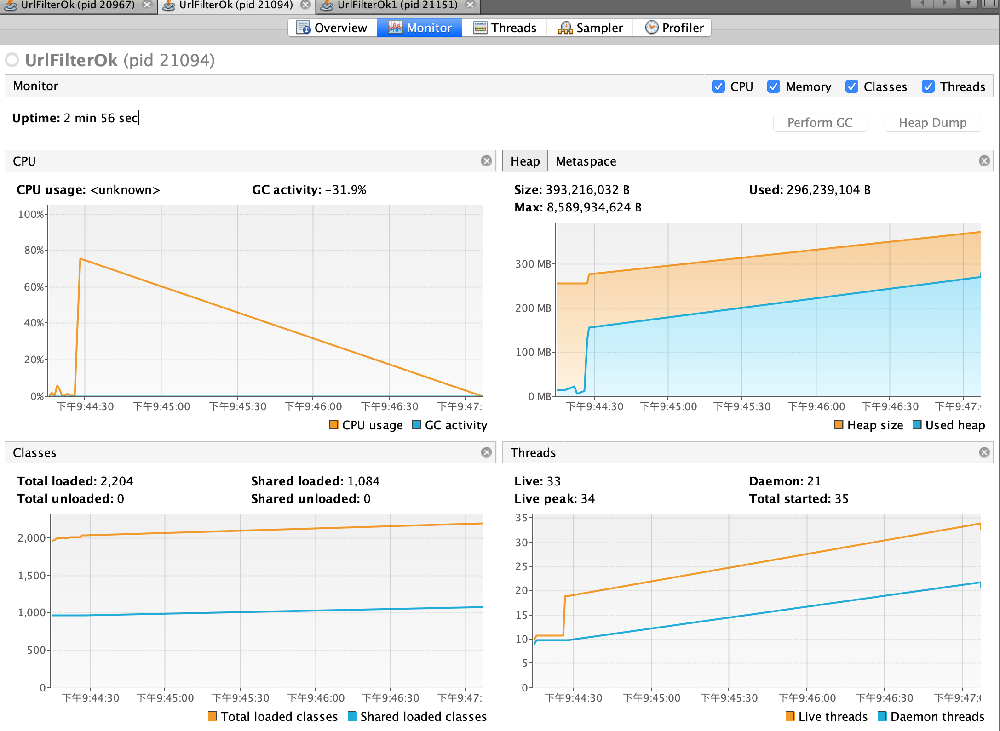 UrlFilterOk (pid 20967) UrlFilterOk (pid 21094) UrlFilterOk1 (pid 21151)
Overview Monitor Threads Sampler Profiler
UrlFilterOk (pid 21094)
Monitor CPU Memory Classes Threads
Uptime: 2 min 56 sec Perform GC Heap Dump
CPU
CPU usage: <unknown> GC activity: -31.9%
100%
80%
60%
40%
20%
0%
下午9:44:30 下午9:45:00 下午9:45:30 下午9:46:00 下午9:46:30 下午9:47:
CPU usage GC activity
Heap Metaspace
Size: 393,216,032 B Used: 296,239,104 B
Max: 8,589,934,624 B
300 MB
200 MB
100 MB
0 MB
下午9:44:30 下午9:45:00 下午9:45:30 下午9:46:00 下午9:46:30 下午9:47:
Heap size Used heap
Classes
Total loaded: 2,204 Shared loaded: 1,084
Total unloaded: 0 Shared unloaded: 0
2,000
1,500
1,000
500
0
下午9:44:30 下午9:45:00 下午9:45:30 下午9:46:00 下午9:46:30 下午9:47:
Total loaded classes Shared loaded classes
Threads
Live: 33 Daemon: 21
Live peak: 34 Total started: 35
35
30
25
20
15
10
5
0
下午9:44:30 下午9:45:00 下午9:45:30 下午9:46:00 下午9:46:30 下午9:47:
Live threads Daemon threads